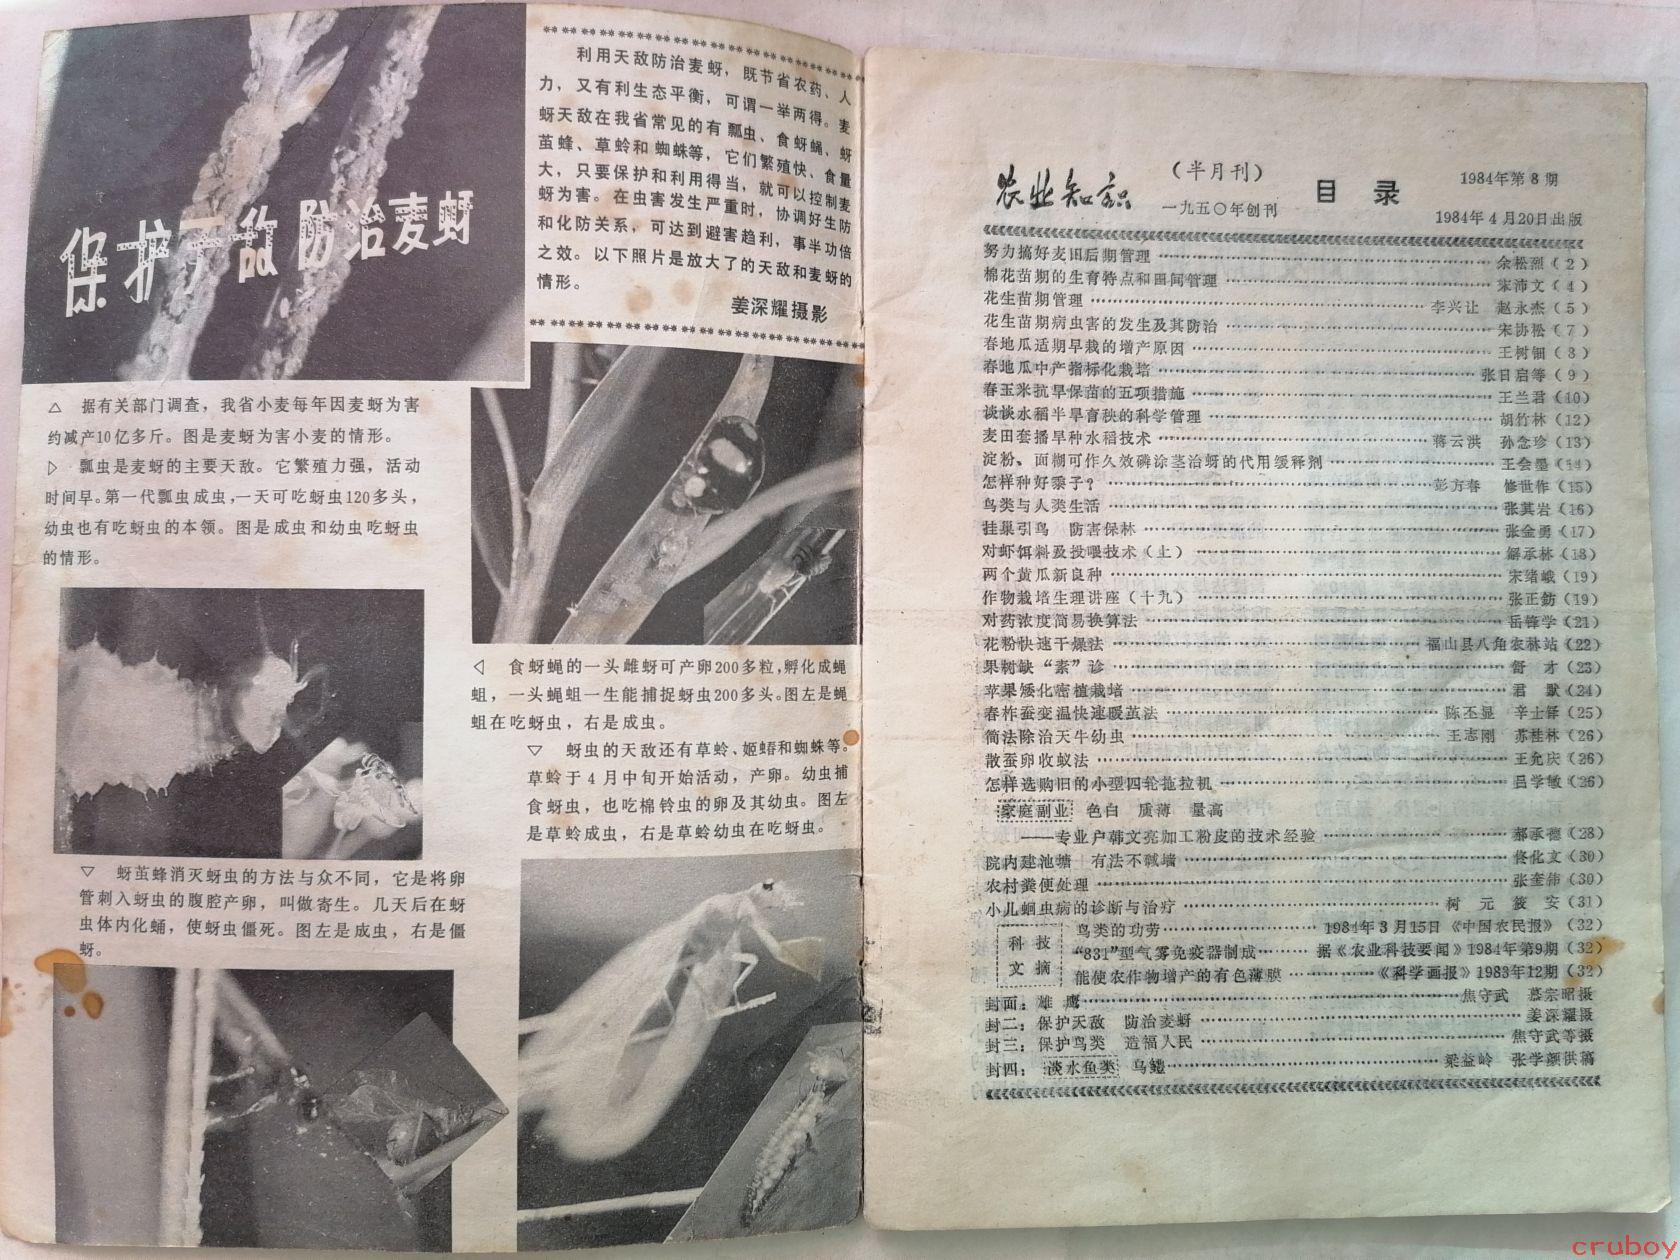 保护天敌防治麦蚜
利用天敌防治麦蚜，既节省农药、人
力，又有利生态平衡，可谓一举两得。麦
蚜天敌在我省常见的有瓢虫、食蚜蝇、蚜
茧蜂、草蛉和蜘蛛等，它们繁殖快、食量
大，只要保护和利用得当，就可以控制麦
蚜为害。在虫害发生严重时，协调好生防
和化防关系，可达到避害趋利，事半功倍
之效。以下照片是放大了的天敌和麦蚜的
情形。
姜深耀摄影
△ 据有关部门调查，我省小麦每年因麦蚜为害
约减产10亿多斤。图是麦蚜为害小麦的情形。
▷ 瓢虫是麦蚜的主要天敌。它繁殖力强，活动
时间早。第一代瓢虫成虫，一天可吃蚜虫120多头，
幼虫也有吃蚜虫的本领。图是成虫和幼虫吃蚜虫
的情形。
◁ 食蚜蝇的一头雌蚜可产卵200多粒，孵化成蝇
蛆，一头蝇蛆一生能捕捉蚜虫200多头。图左是蝇
蛆在吃蚜虫，右是成虫。
▽ 蚜虫的天敌还有草蛉、姬蝽和蜘蛛等。
草蛉于4月中旬开始活动，产卵。幼虫捕
食蚜虫，也吃棉铃虫的卵及其幼虫。图左
是草蛉成虫，右是草蛉幼虫在吃蚜虫。
▽ 蚜茧蜂消灭蚜虫的方法与众不同，它是将卵
管刺入蚜虫的腹腔产卵，叫做寄生。几天后在蚜
虫体内化蛹，使蚜虫僵死。图左是成虫，右是僵
蚜。
农业知识 （半月刊） 一九五〇年创刊 目录 1984年第8期
1984年4月20日出版
努力搞好麦田后期管理……余松烈（2）
棉花苗期的生育特点和田间管理……宋沛文（4）
花生苗期管理……李兴让 赵永杰（5）
花生苗期病虫害的发生及其防治……宋协松（7）
春地瓜适期早栽的增产原因……王树钿（8）
春地瓜中产指标化栽培……张日启等（9）
春玉米抗旱保苗的五项措施……王兰君（10）
谈谈水稻半旱育秧的科学管理……胡竹林（12）
麦田套播旱种水稻技术……蒋云洪 孙念珍（13）
淀粉、面糊可作久效磷涂茎治蚜的代用缓释剂……王会墨（14）
怎样种好黍子？……彭方春 修世作（15）
鸟类与人类生活……张其岩（16）
挂巢引鸟 防害保林……张金勇（17）
对虾饵料及投喂技术（上）……解承林（18）
两个黄瓜新良种……宋绪峨（19）
作物栽培生理讲座（十九）……张正鈁（19）
对药浓度简易换算法……岳锋学（21）
花粉快速干燥法……福山县八角农林站（22）
果树缺“素”诊……舒 才（23）
苹果矮化密植栽培……君 默（24）
春柞蚕变温快速暖茧法……陈丕显 辛士铎（25）
简法除治天牛幼虫……王志刚 苏桂林（26）
散蚕卵收蚁法……王允庆（26）
怎样选购旧的小型四轮拖拉机……吕学敏（26）
家庭副业 色白 质薄 量高
——专业户韩文亮加工粉皮的技术经验……郝承德（28）
院内建池塘 有法不碱墙……佟化文（30）
农村粪便处理……张奎伟（30）
小儿蛔虫病的诊断与治疗……树 元 筱 安（31）
科技文摘
鸟类的功劳……1984年3月15日《中国农民报》（32）
“831”型气雾免疫器制成……据《农业科技要闻》1984年第9期（32）
能使农作物增产的有色薄膜……《科学画报》1983年12期（32）
封面：雄 鹰……焦守武 慕宗昭摄
封二：保护天敌 防治麦蚜……姜深耀摄
封三：保护鸟类 造福人民……焦守武等摄
封四：淡水鱼类 乌鳢……梁益岭 张学颜供稿
cruboy